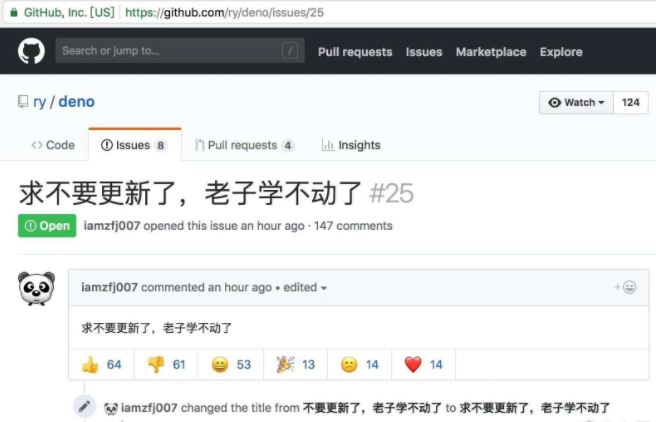 GitHub, Inc. [US] https://github.com/ry/deno/issues/25
Search or jump to... / Pull requests Issues Marketplace Explore
ry / deno Watch 124
Code Issues 8 Pull requests 4 Insights
求不要更新了，老子学不动了 #25
Open iamzfj007 opened this issue an hour ago · 147 comments
iamzfj007 commented an hour ago • edited
求不要更新了，老子学不动了
64 61 53 13 14 14
iamzfj007 changed the title from 不要更新了，老子学不动了 to 求不要更新了，老子学不动了